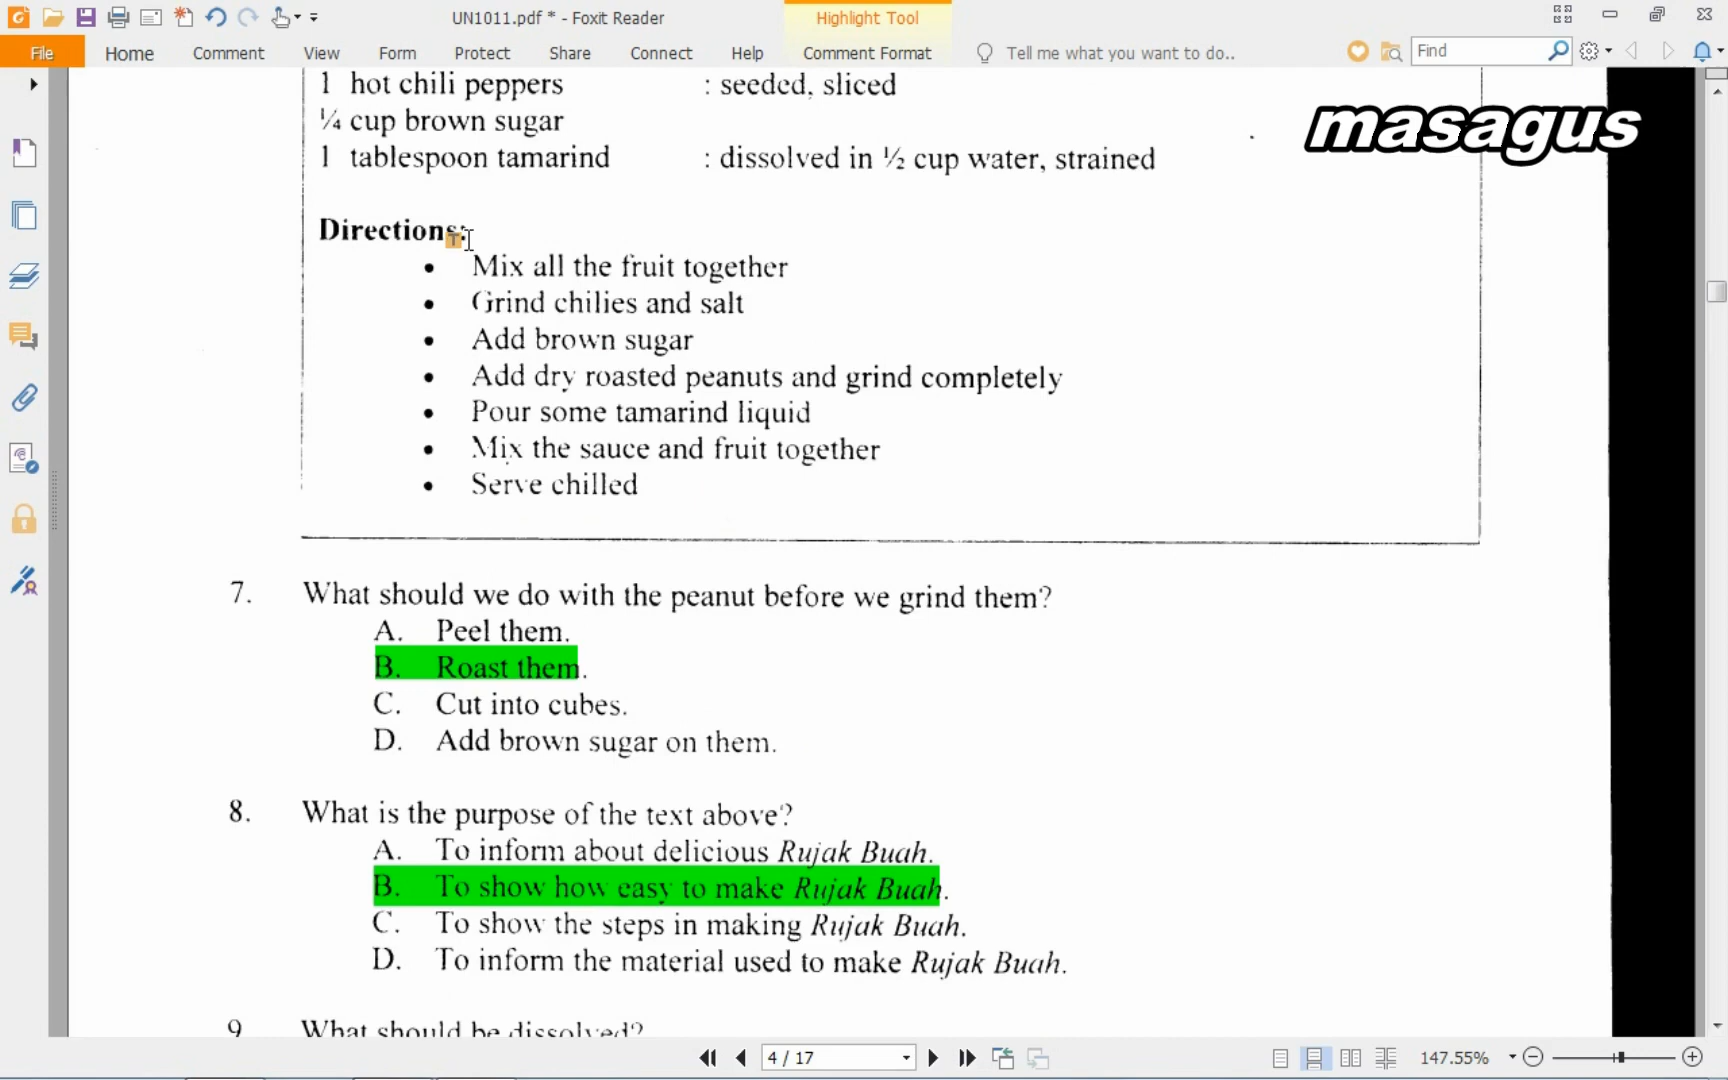 UN1011.pdf * - Foxit Reader
Highlight Tool
File Home Comment View Form Protect Share Connect Help Comment Format Tell me what you want to do.. Find
1 hot chili peppers : seeded, sliced
¼ cup brown sugar
1 tablespoon tamarind : dissolved in ½ cup water, strained
masagus
Directions:
• Mix all the fruit together
• Grind chilies and salt
• Add brown sugar
• Add dry roasted peanuts and grind completely
• Pour some tamarind liquid
• Mix the sauce and fruit together
• Serve chilled
7. What should we do with the peanut before we grind them?
A. Peel them.
B. Roast them.
C. Cut into cubes.
D. Add brown sugar on them.
8. What is the purpose of the text above?
A. To inform about delicious Rujak Buah.
B. To show how easy to make Rujak Buah.
C. To show the steps in making Rujak Buah.
D. To inform the material used to make Rujak Buah.
9 What should be dissolved?
4 / 17
147.55%